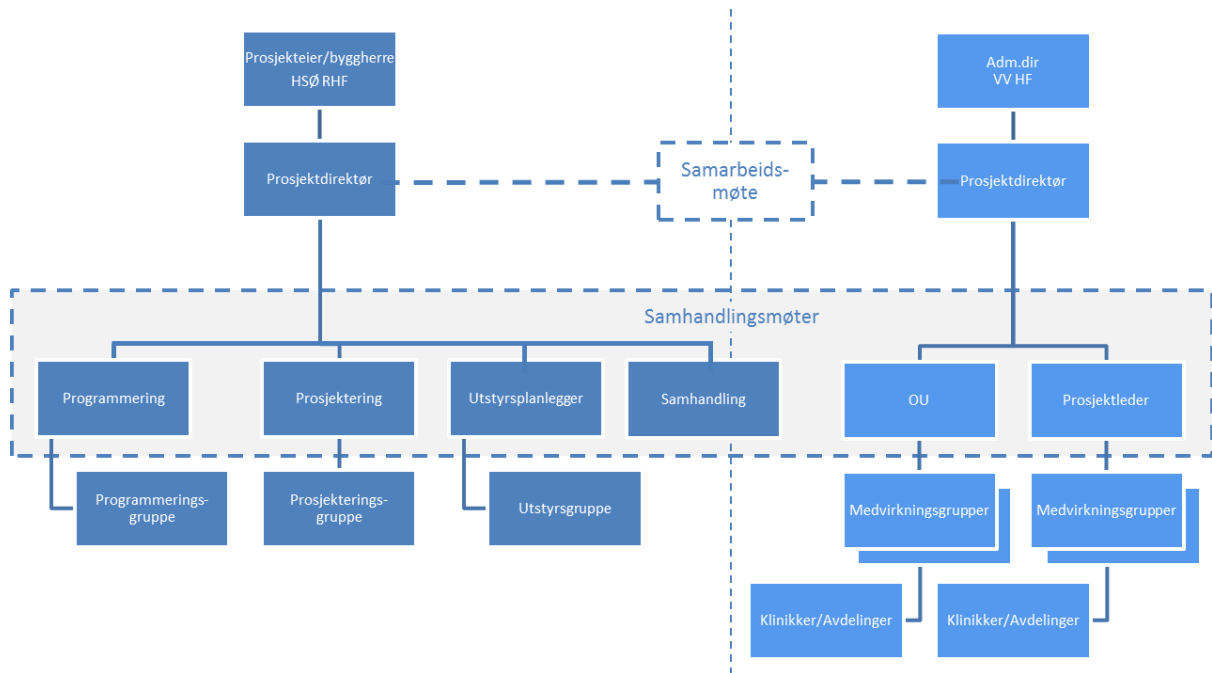 Prosjekteier/byggherre
HSØ RHF
Adm.dir
VV HF
Prosjektdirektør
Samarbeids-
møte
Prosjektdirektør
Samhandlingsmøter
Programmering
Prosjektering
Utstyrsplanlegger
Samhandling
OU
Prosjektleder
Programmerings-
gruppe
Prosjekterings-
gruppe
Utstyrsgruppe
Medvirkningsgrupper
Medvirkningsgrupper
Klinikker/Avdelinger
Klinikker/Avdelinger